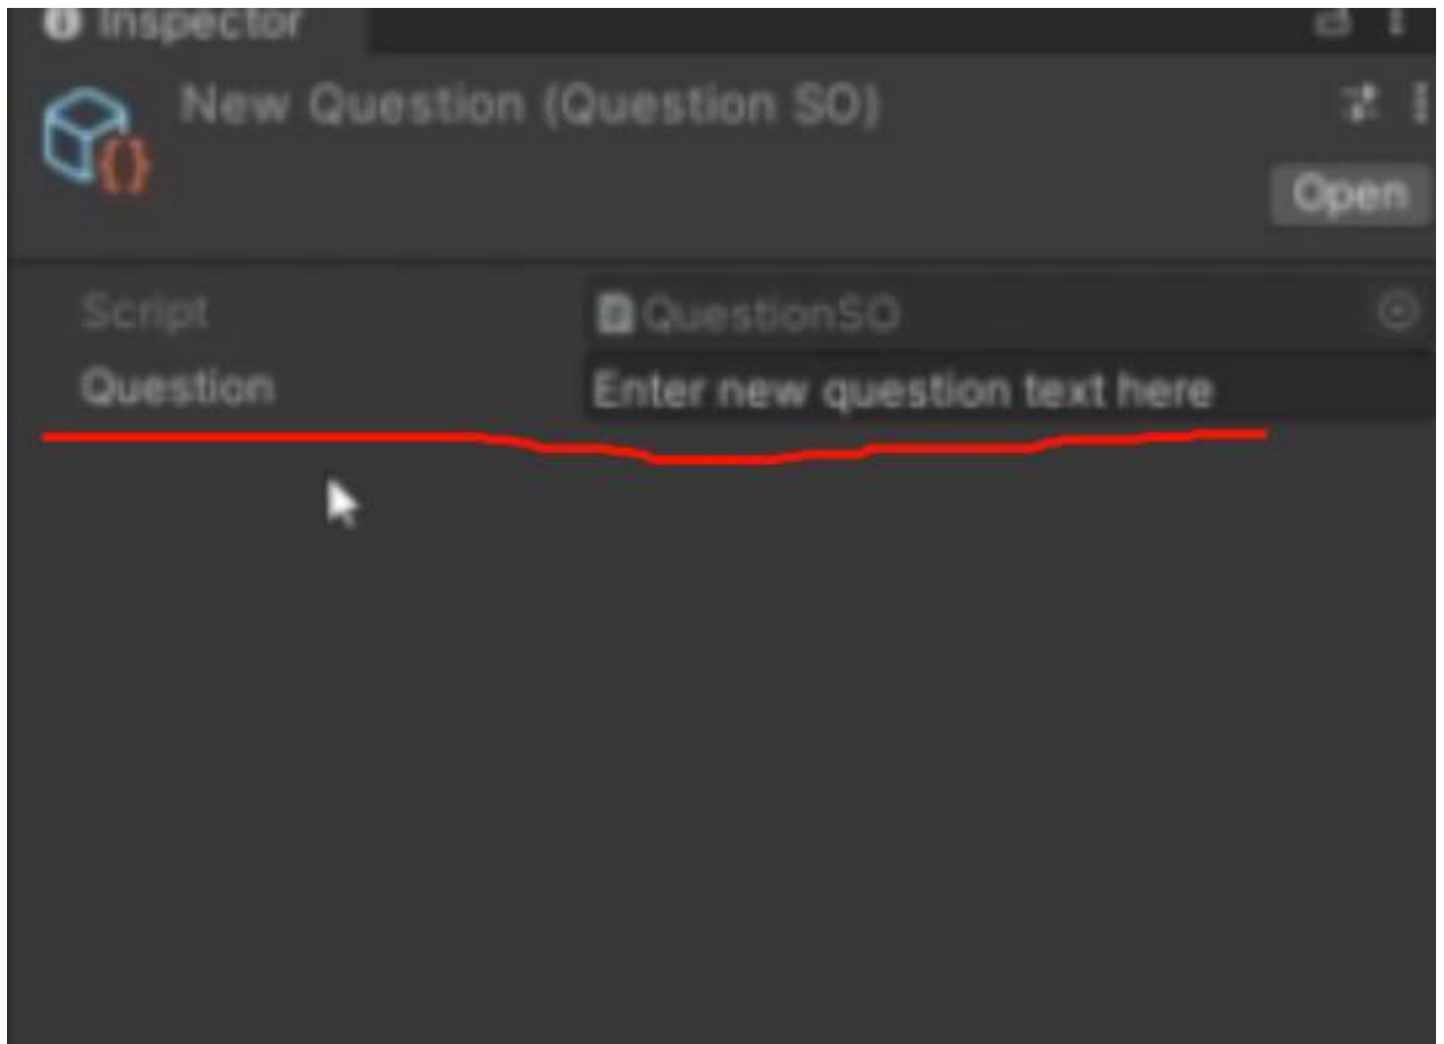 Inspector
New Question (Question SO)
Open
Script QuestionSO
Question Enter new question text here